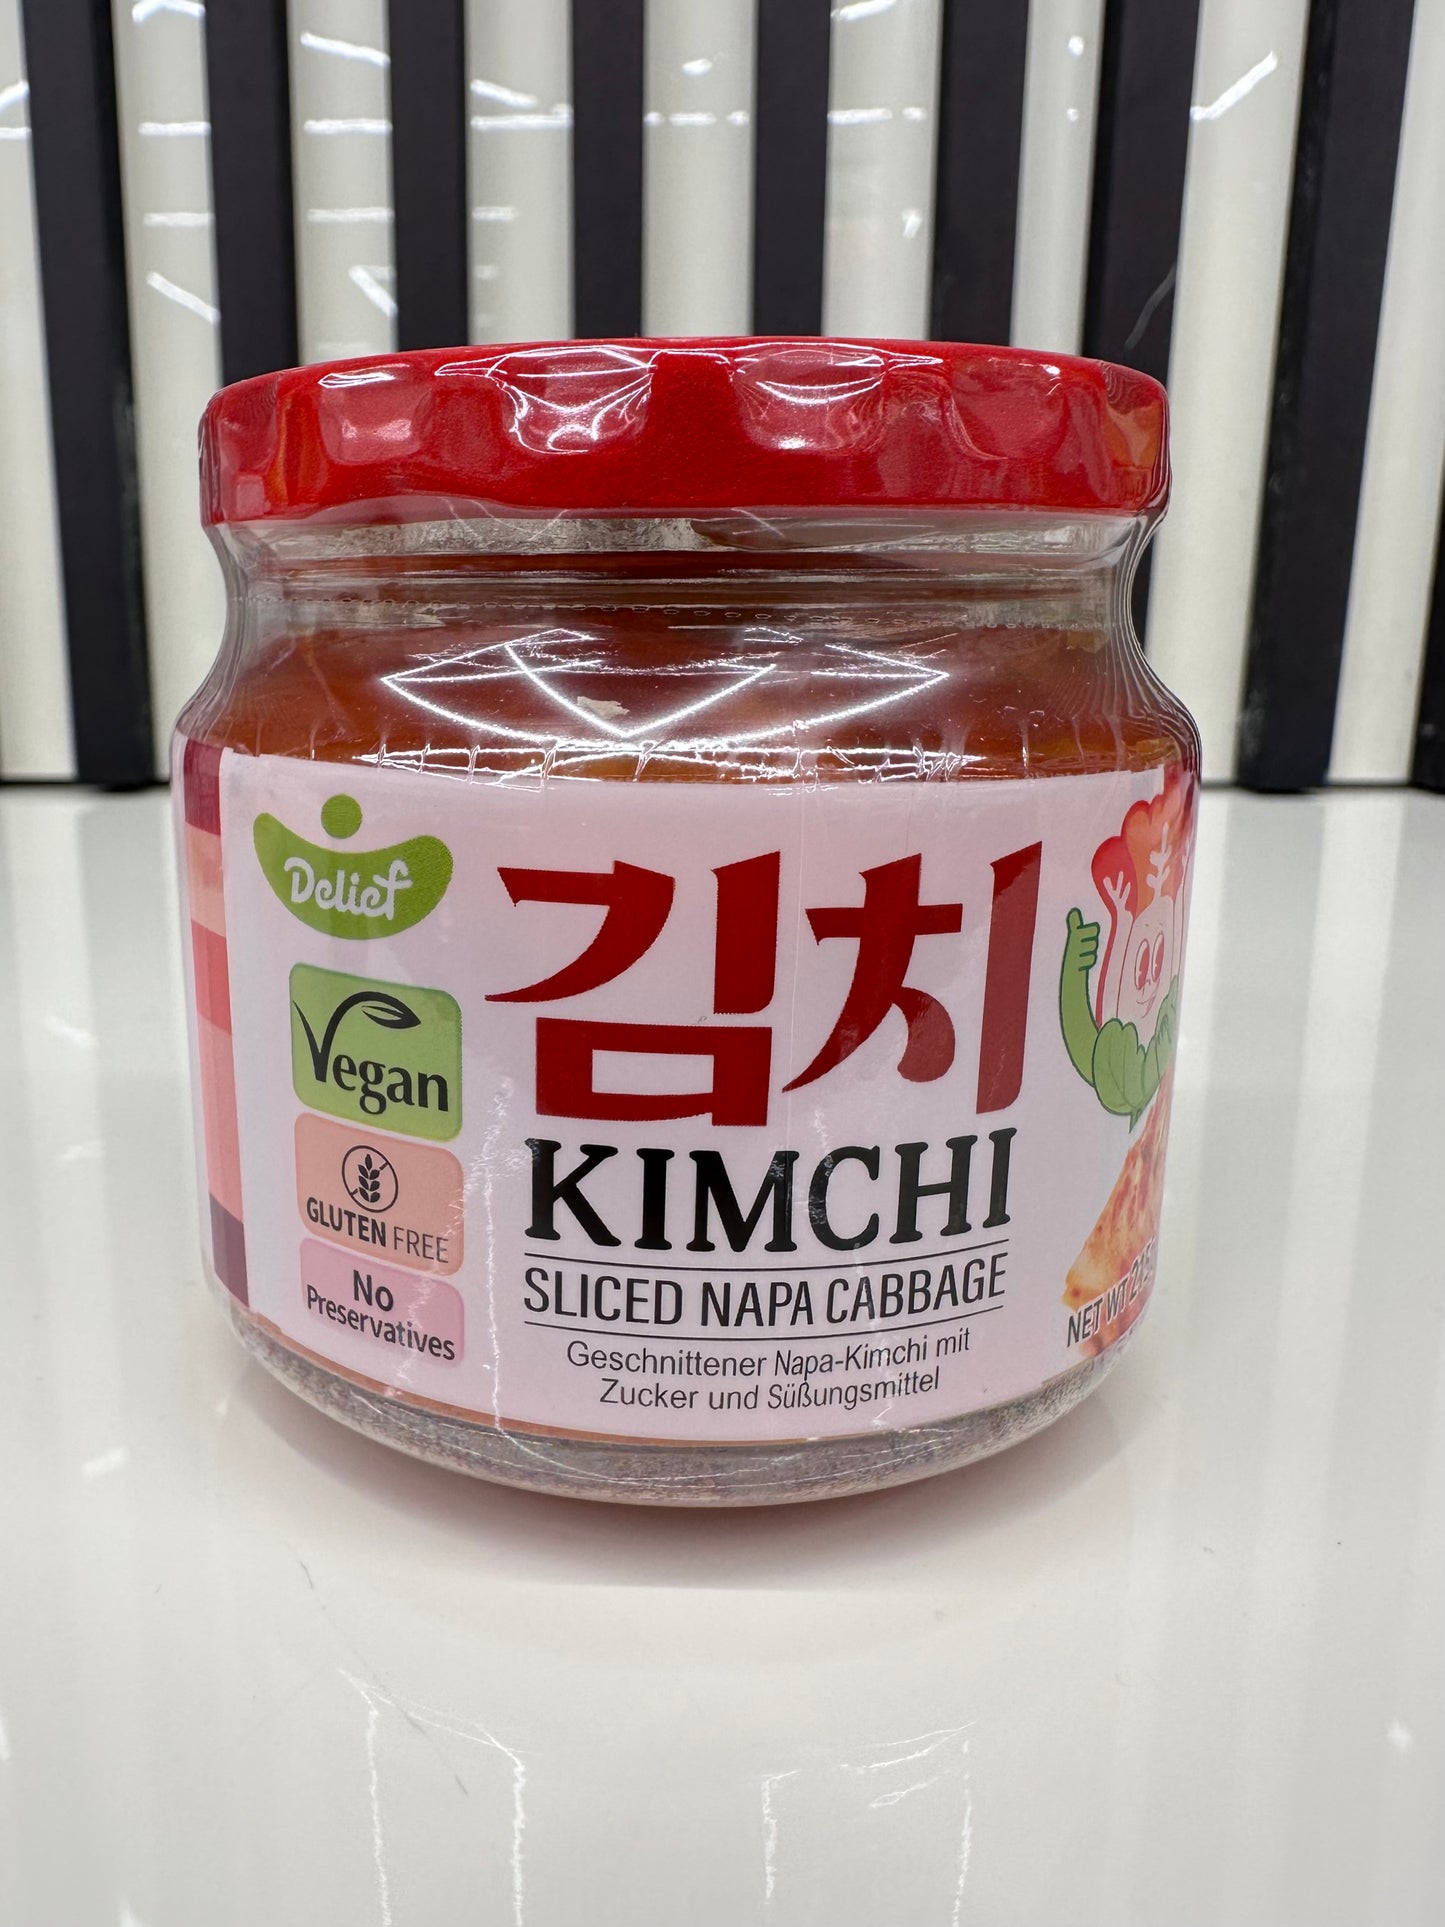 Delief
Vegan
GLUTEN FREE
No
Preservatives
김치
KIMCHI
SLICED NAPA CABBAGE
Geschnittener Napa-Kimchi mit
Zucker und Süßungsmittel
NET WT